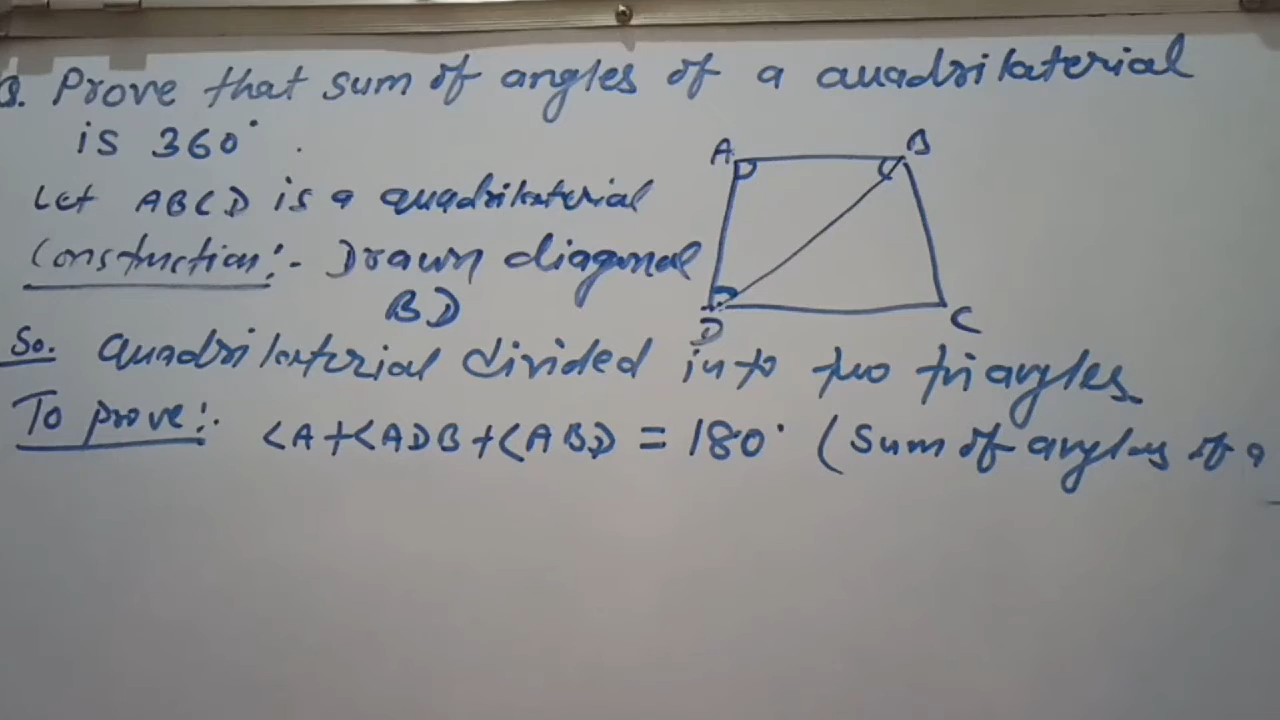 Q. Prove that sum of angles of a quadrilaterial
is 360° .
Let ABCD is a quadrilaterial
Construction:- Drawn diagonal
BD
So. Quadrilaterial divided into two triangles
To prove:- <A+<ADB+<ABD = 180° (Sum of angles of a
A
B
D
C